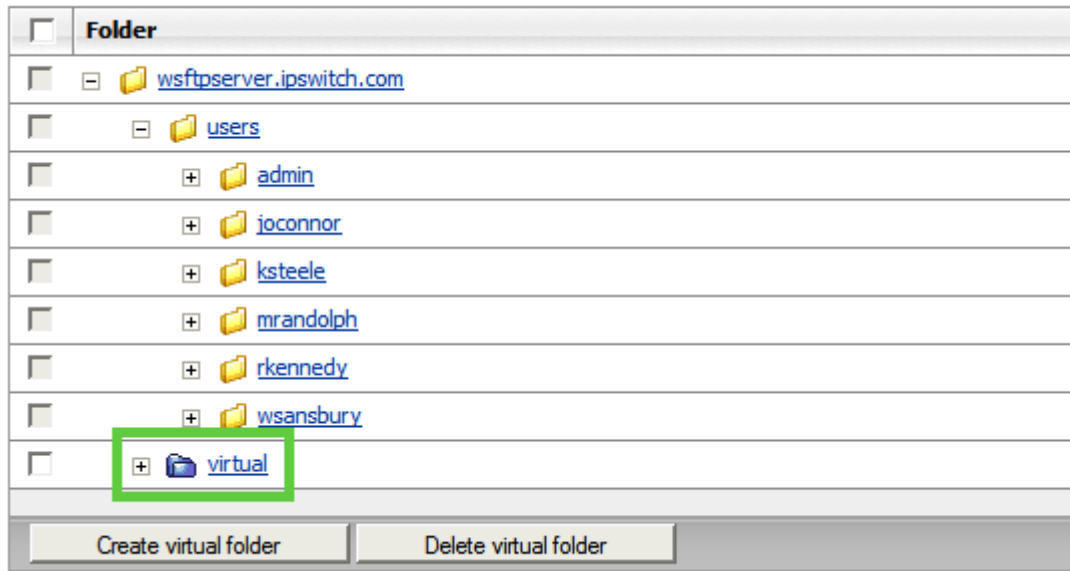 Folder
wsftpserver.ipswitch.com
users
admin
joconnor
ksteele
mrandolph
rkennedy
wsansbury
virtual
Create virtual folder Delete virtual folder